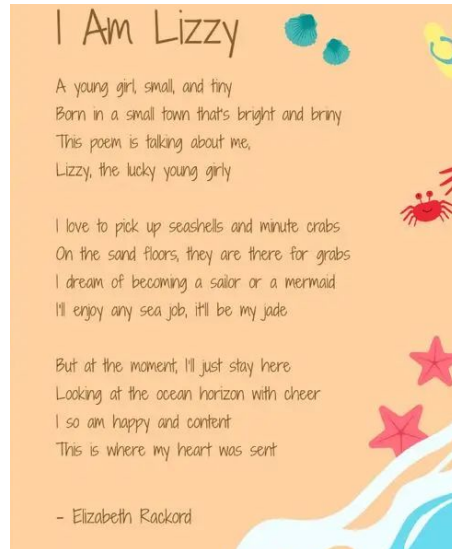 I Am Lizzy
A young girl, small, and tiny
Born in a small town that's bright and briny
This poem is talking about me,
Lizzy, the lucky young girly
I love to pick up seashells and minute crabs
On the sand floors, they are there for grabs
I dream of becoming a sailor or a mermaid
I'll enjoy any sea job, it'll be my jade
But at the moment, I'll just stay here
Looking at the ocean horizon with cheer
I so am happy and content
This is where my heart was sent
- Elizabeth Rackord